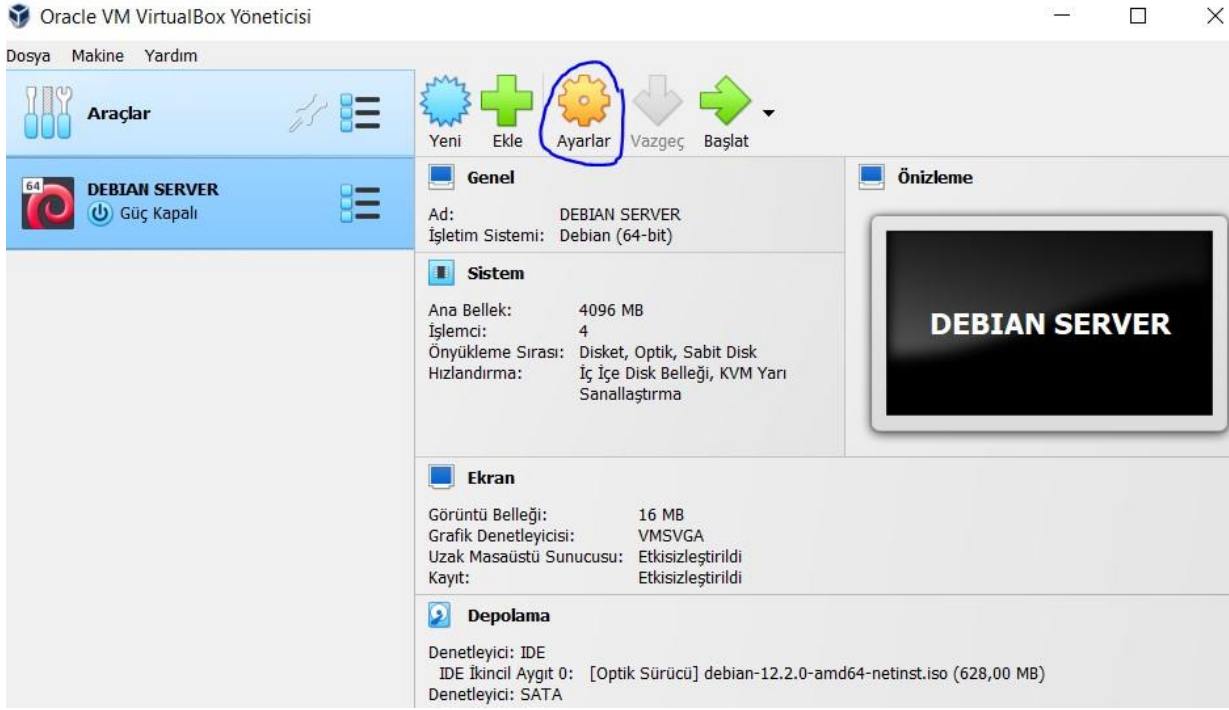 Oracle VM VirtualBox Yöneticisi
Dosya Makine Yardım
Araçlar
Yeni Ekle Ayarlar Vazgeç Başlat
64
DEBIAN SERVER
Güç Kapalı
Genel
Ad: DEBIAN SERVER
İşletim Sistemi: Debian (64-bit)
Sistem
Ana Bellek: 4096 MB
İşlemci: 4
Önyükleme Sırası: Disket, Optik, Sabit Disk
Hızlandırma: İç İçe Disk Belleği, KVM Yarı
Sanallaştırma
Önizleme
DEBIAN SERVER
Ekran
Görüntü Belleği: 16 MB
Grafik Denetleyicisi: VMSVGA
Uzak Masaüstü Sunucusu: Etkisizleştirildi
Kayıt: Etkisizleştirildi
Depolama
Denetleyici: IDE
IDE İkincil Aygıt 0: [Optik Sürücü] debian-12.2.0-amd64-netinst.iso (628,00 MB)
Denetleyici: SATA